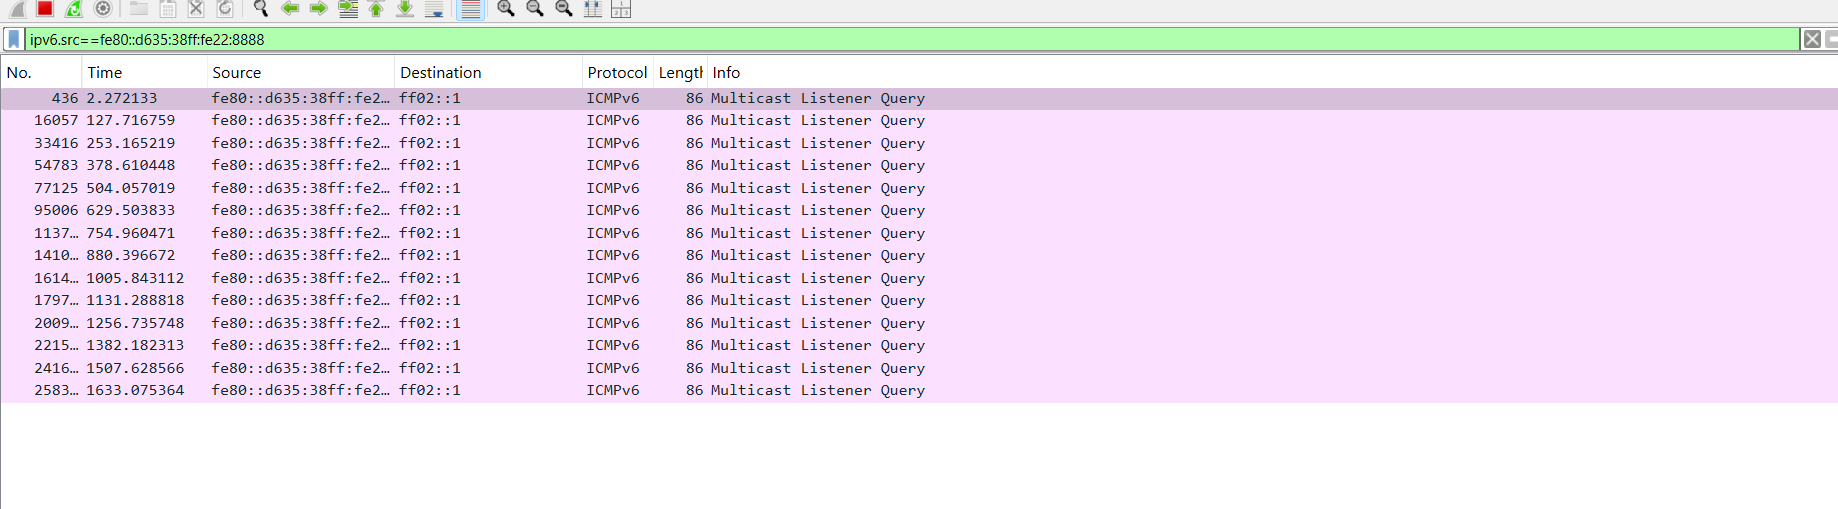 ipv6.src==fe80::d635:38ff:fe22:8888
No. Time Source Destination Protocol Length Info
436 2.272133 fe80::d635:38ff:fe2… ff02::1 ICMPv6 86 Multicast Listener Query
16057 127.716759 fe80::d635:38ff:fe2… ff02::1 ICMPv6 86 Multicast Listener Query
33416 253.165219 fe80::d635:38ff:fe2… ff02::1 ICMPv6 86 Multicast Listener Query
54783 378.610448 fe80::d635:38ff:fe2… ff02::1 ICMPv6 86 Multicast Listener Query
77125 504.057019 fe80::d635:38ff:fe2… ff02::1 ICMPv6 86 Multicast Listener Query
95006 629.503833 fe80::d635:38ff:fe2… ff02::1 ICMPv6 86 Multicast Listener Query
1137… 754.960471 fe80::d635:38ff:fe2… ff02::1 ICMPv6 86 Multicast Listener Query
1410… 880.396672 fe80::d635:38ff:fe2… ff02::1 ICMPv6 86 Multicast Listener Query
1614… 1005.843112 fe80::d635:38ff:fe2… ff02::1 ICMPv6 86 Multicast Listener Query
1797… 1131.288818 fe80::d635:38ff:fe2… ff02::1 ICMPv6 86 Multicast Listener Query
2009… 1256.735748 fe80::d635:38ff:fe2… ff02::1 ICMPv6 86 Multicast Listener Query
2215… 1382.182313 fe80::d635:38ff:fe2… ff02::1 ICMPv6 86 Multicast Listener Query
2416… 1507.628566 fe80::d635:38ff:fe2… ff02::1 ICMPv6 86 Multicast Listener Query
2583… 1633.075364 fe80::d635:38ff:fe2… ff02::1 ICMPv6 86 Multicast Listener Query